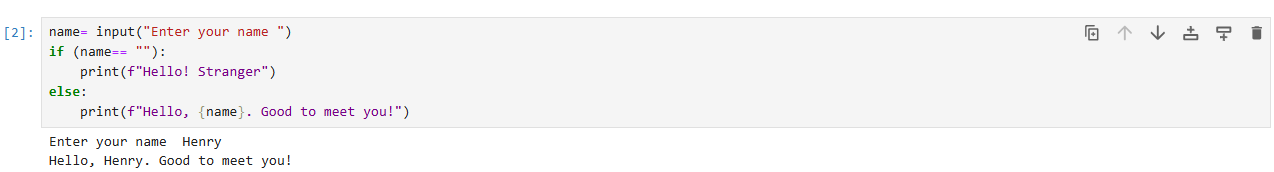 [2]: name= input("Enter your name ")
if (name== ""):
    print(f"Hello! Stranger")
else:
    print(f"Hello, {name}. Good to meet you!")
Enter your name  Henry
Hello, Henry. Good to meet you!